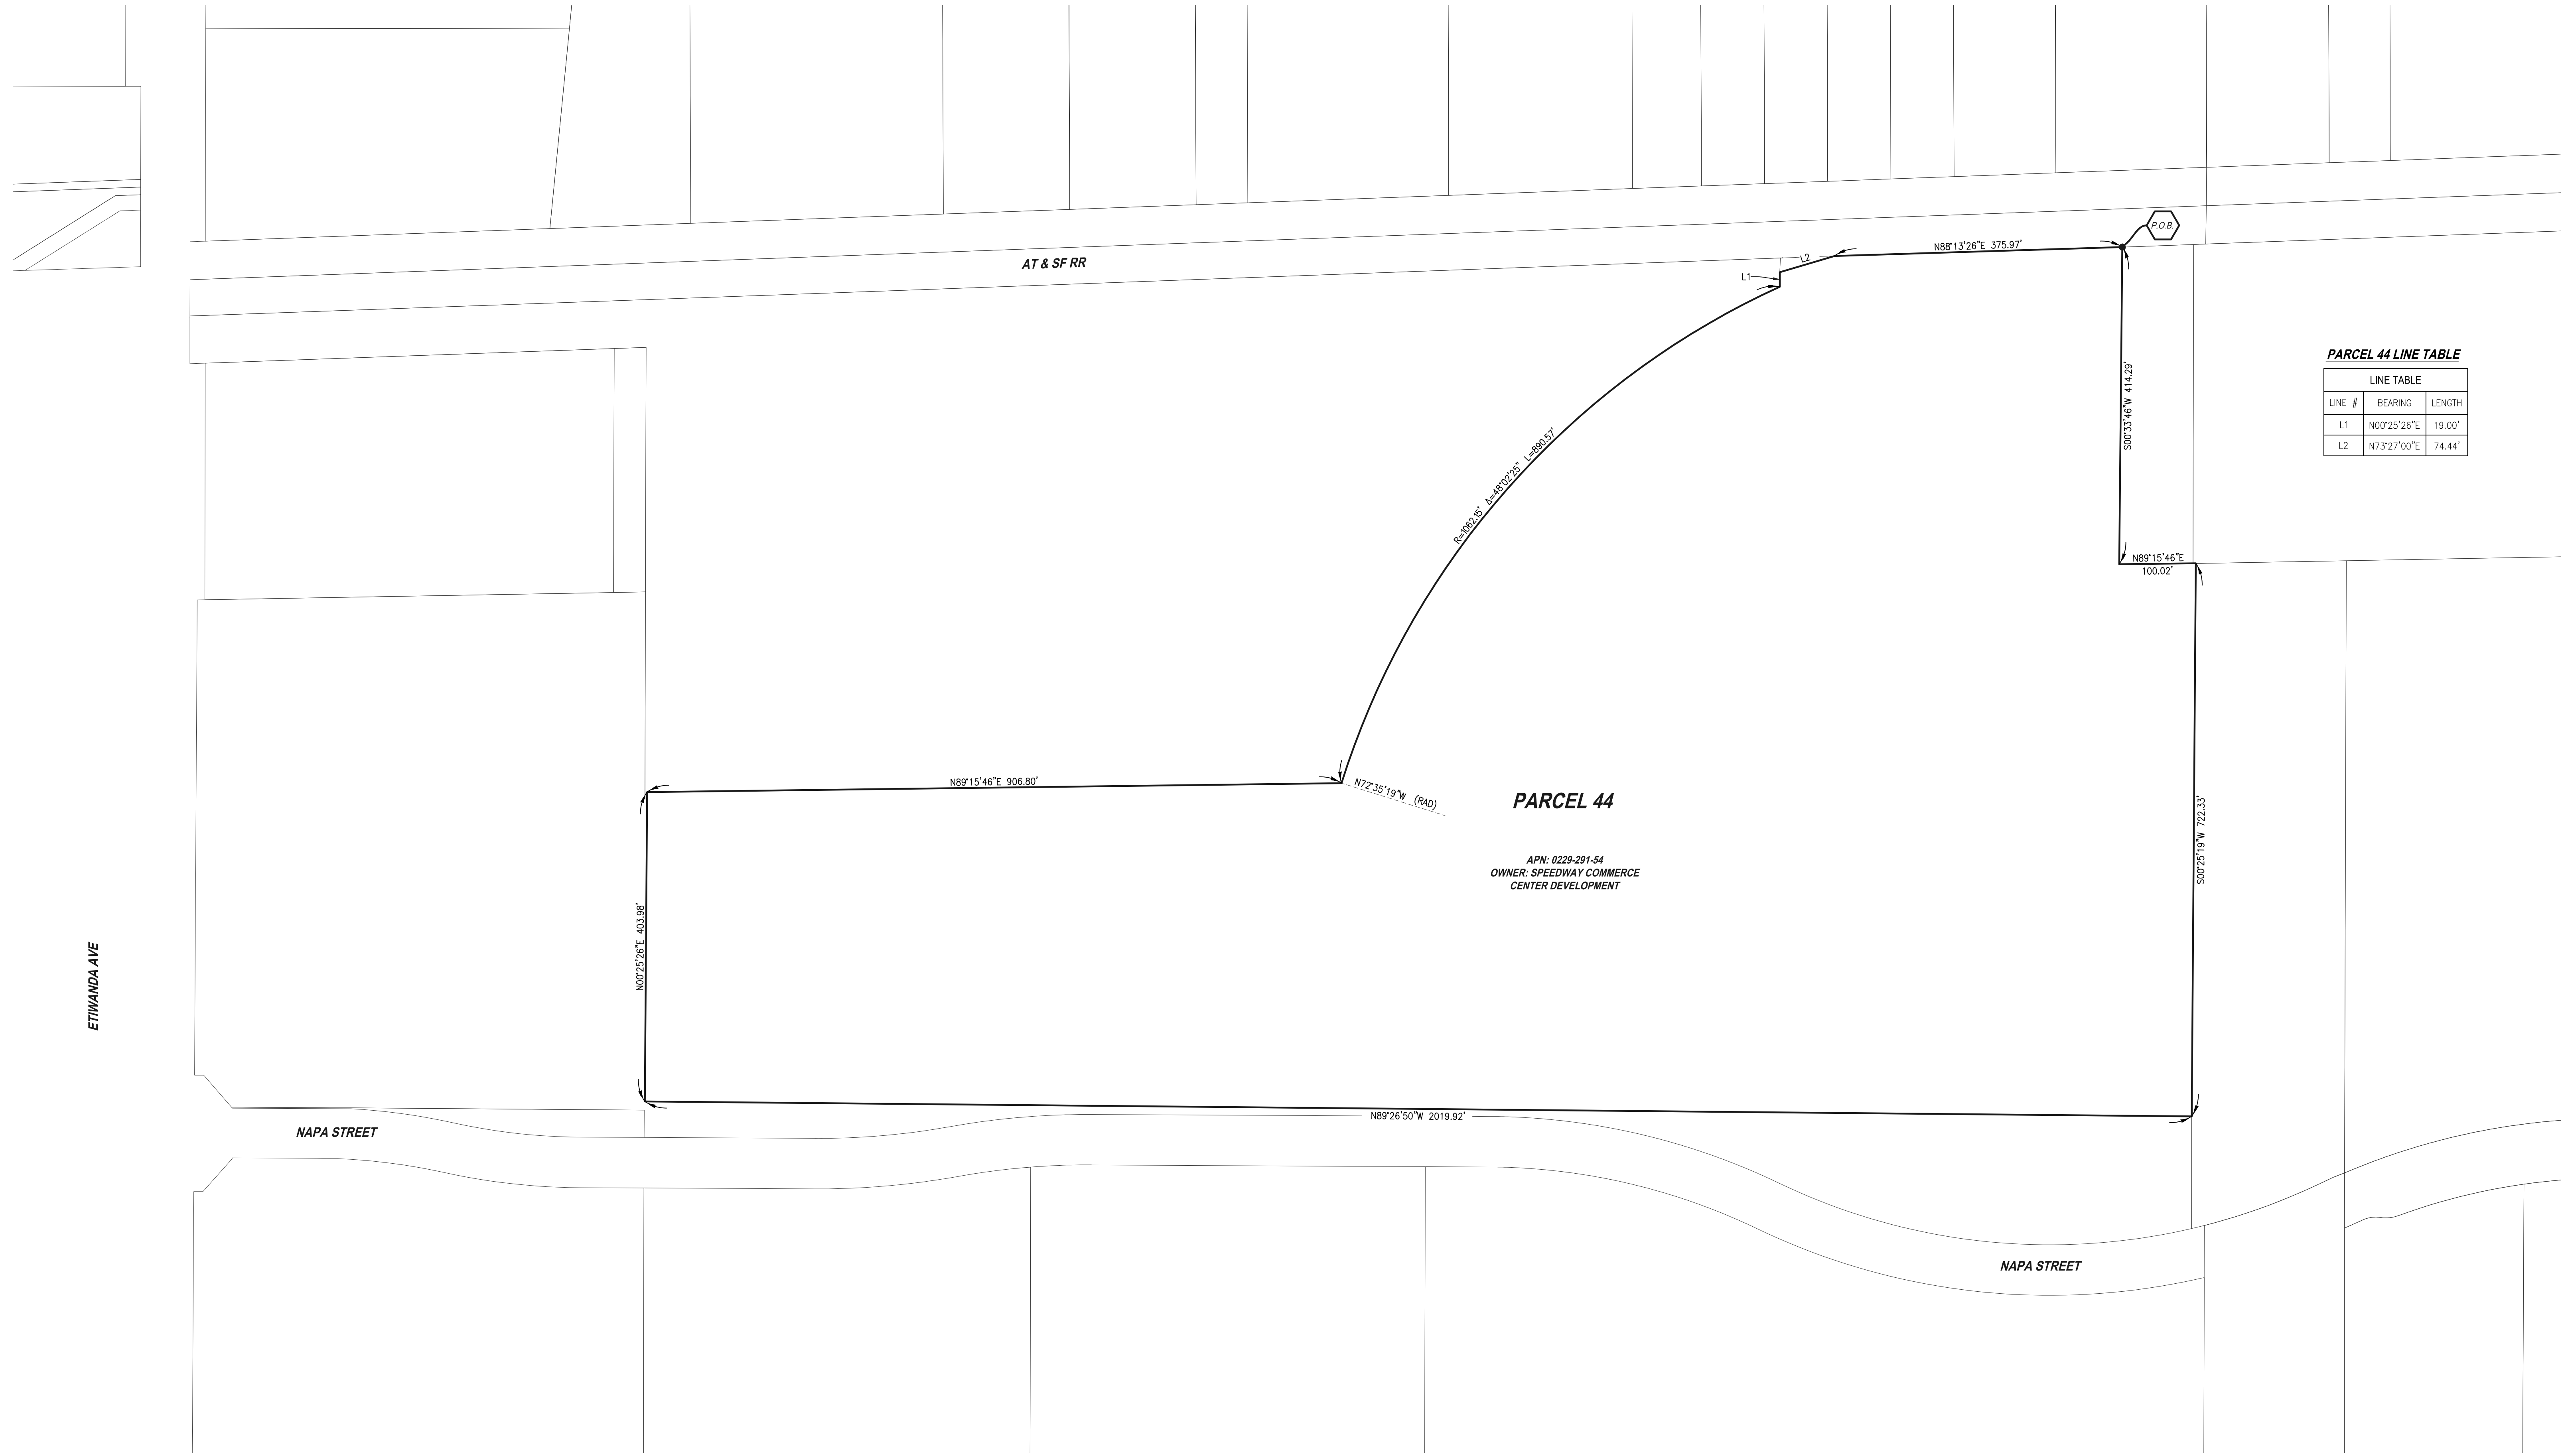 P.O.B.
N88°13'26"E 375.97'
L2
L1
AT & SF RR
S00°33'46"W 414.29'
PARCEL 44 LINE TABLE
LINE TABLE
LINE # BEARING LENGTH
L1 N00°25'26"E 19.00'
L2 N73°27'00"E 74.44'
R=1062.15' Δ=48°02'25" L=890.57'
N89°15'46"E
100.02'
N89°15'46"E 906.80'
N72°35'19"W (RAD)
PARCEL 44
S00°25'19"W 722.33'
APN: 0229-291-54
OWNER: SPEEDWAY COMMERCE
CENTER DEVELOPMENT
N00°25'26"E 403.98'
ETIWANDA AVE
N89°26'50"W 2019.92'
NAPA STREET
NAPA STREET